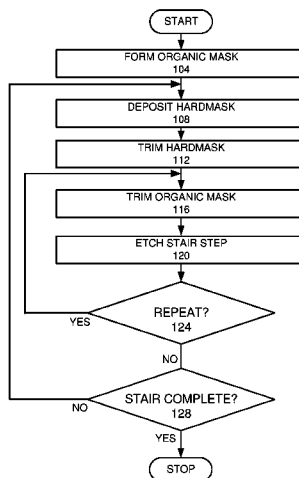 START
FORM ORGANIC MASK
104
DEPOSIT HARDMASK
108
TRIM HARDMASK
112
TRIM ORGANIC MASK
116
ETCH STAIR STEP
120
REPEAT?
124
YES
NO
STAIR COMPLETE?
128
NO
YES
STOP